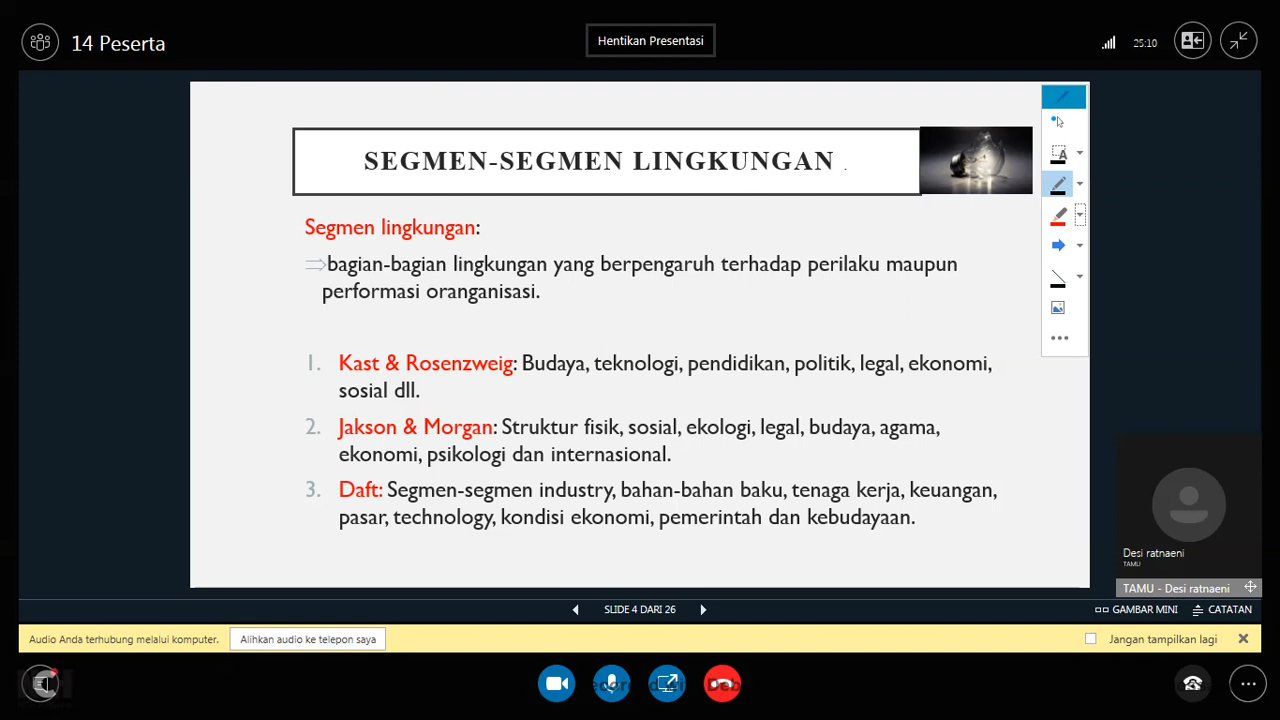 14 Peserta
Hentikan Presentasi
25:10
SEGMEN-SEGMEN LINGKUNGAN .
Segmen lingkungan:
⇒bagian-bagian lingkungan yang berpengaruh terhadap perilaku maupun
performasi oranganisasi.
1. Kast & Rosenzweig: Budaya, teknologi, pendidikan, politik, legal, ekonomi,
sosial dll.
2. Jakson & Morgan: Struktur fisik, sosial, ekologi, legal, budaya, agama,
ekonomi, psikologi dan internasional.
3. Daft: Segmen-segmen industry, bahan-bahan baku, tenaga kerja, keuangan,
pasar, technology, kondisi ekonomi, pemerintah dan kebudayaan.
Desi ratnaeni
TAMU
TAMU - Desi ratnaeni
SLIDE 4 DARI 26
GAMBAR MINI
CATATAN
Audio Anda terhubung melalui komputer.
Alihkan audio ke telepon saya
Jangan tampilkan lagi